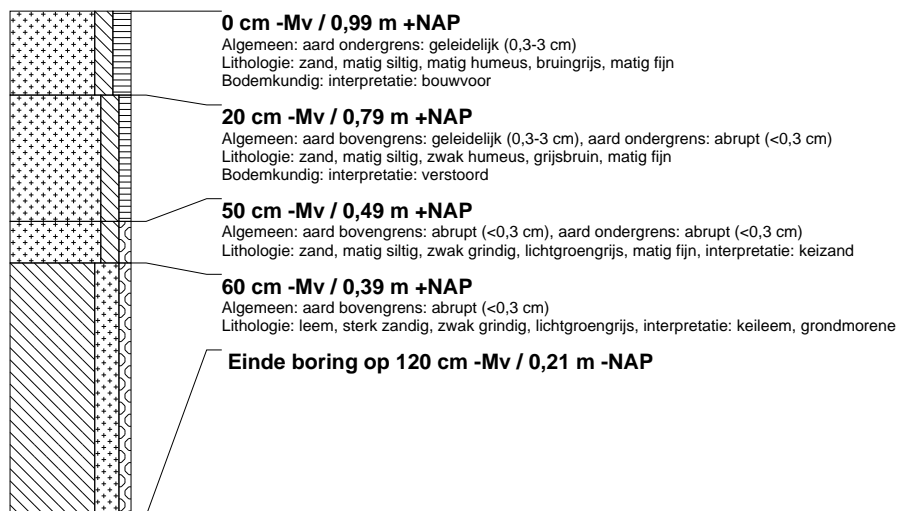 0 cm -Mv / 0,99 m +NAP
Algemeen: aard ondergrens: geleidelijk (0,3-3 cm)
Lithologie: zand, matig siltig, matig humeus, bruingrijs, matig fijn
Bodemkundig: interpretatie: bouwvoor
20 cm -Mv / 0,79 m +NAP
Algemeen: aard bovengrens: geleidelijk (0,3-3 cm), aard ondergrens: abrupt (<0,3 cm)
Lithologie: zand, matig siltig, zwak humeus, grijsbruin, matig fijn
Bodemkundig: interpretatie: verstoord
50 cm -Mv / 0,49 m +NAP
Algemeen: aard bovengrens: abrupt (<0,3 cm), aard ondergrens: abrupt (<0,3 cm)
Lithologie: zand, matig siltig, zwak grindig, lichtgroengrijs, matig fijn, interpretatie: keizand
60 cm -Mv / 0,39 m +NAP
Algemeen: aard bovengrens: abrupt (<0,3 cm)
Lithologie: leem, sterk zandig, zwak grindig, lichtgroengrijs, interpretatie: keileem, grondmorene
Einde boring op 120 cm -Mv / 0,21 m -NAP